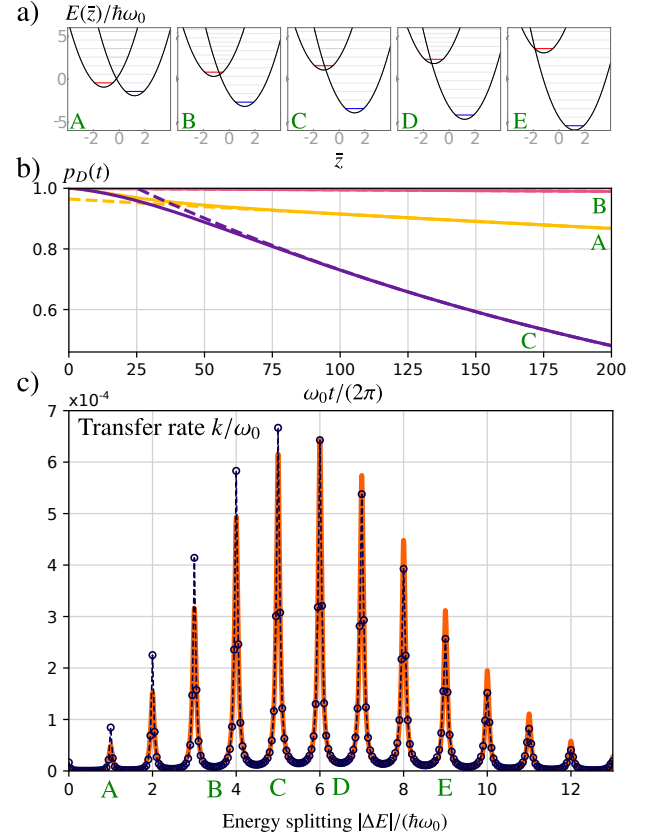 a) E(z̄)/ħω₀
5
0
−5
A B C D E
−2 0 2 −2 0 2 −2 0 2 −2 0 2 −2 0 2
z̄
b) p_D(t)
1.0
0.8
0.6
B
A
C
0 25 50 75 100 125 150 175 200
ω₀t/(2π)
c)
x10⁻⁴
Transfer rate k/ω₀
7
6
5
4
3
2
1
0
0 2 4 6 8 10 12
A B C D E
Energy splitting |ΔE|/(ħω₀)